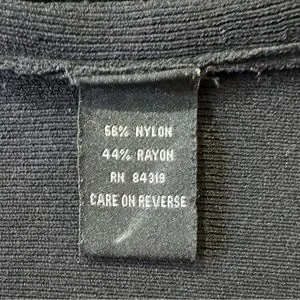 56% NYLON
44% RAYON
RN 84319
CARE ON REVERSE